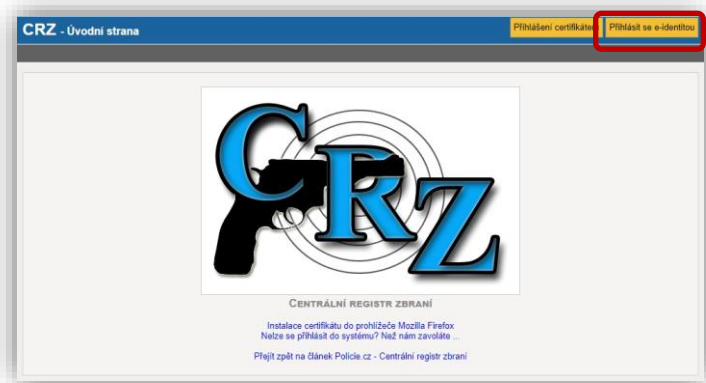 CRZ - Úvodní strana
Přihlášení certifikátem
Přihlásit se e-identitou
CRZ
CENTRÁLNÍ REGISTR ZBRANÍ
Instalace certifikátu do prohlížeče Mozilla Firefox
Nelze se přihlásit do systému? Než nám zavoláte ...
Přejít zpět na článek Policie.cz - Centrální registr zbraní